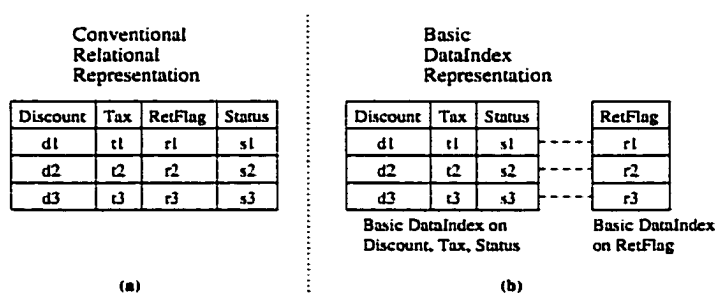 Conventional
Relational
Representation
Discount Tax RetFlag Status
d1 t1 r1 s1
d2 t2 r2 s2
d3 t3 r3 s3
(a)
Basic
DataIndex
Representation
Discount Tax Status
d1 t1 s1
d2 t2 s2
d3 t3 s3
Basic DataIndex on
Discount, Tax, Status
RetFlag
r1
r2
r3
Basic DataIndex
on RetFlag
(b)